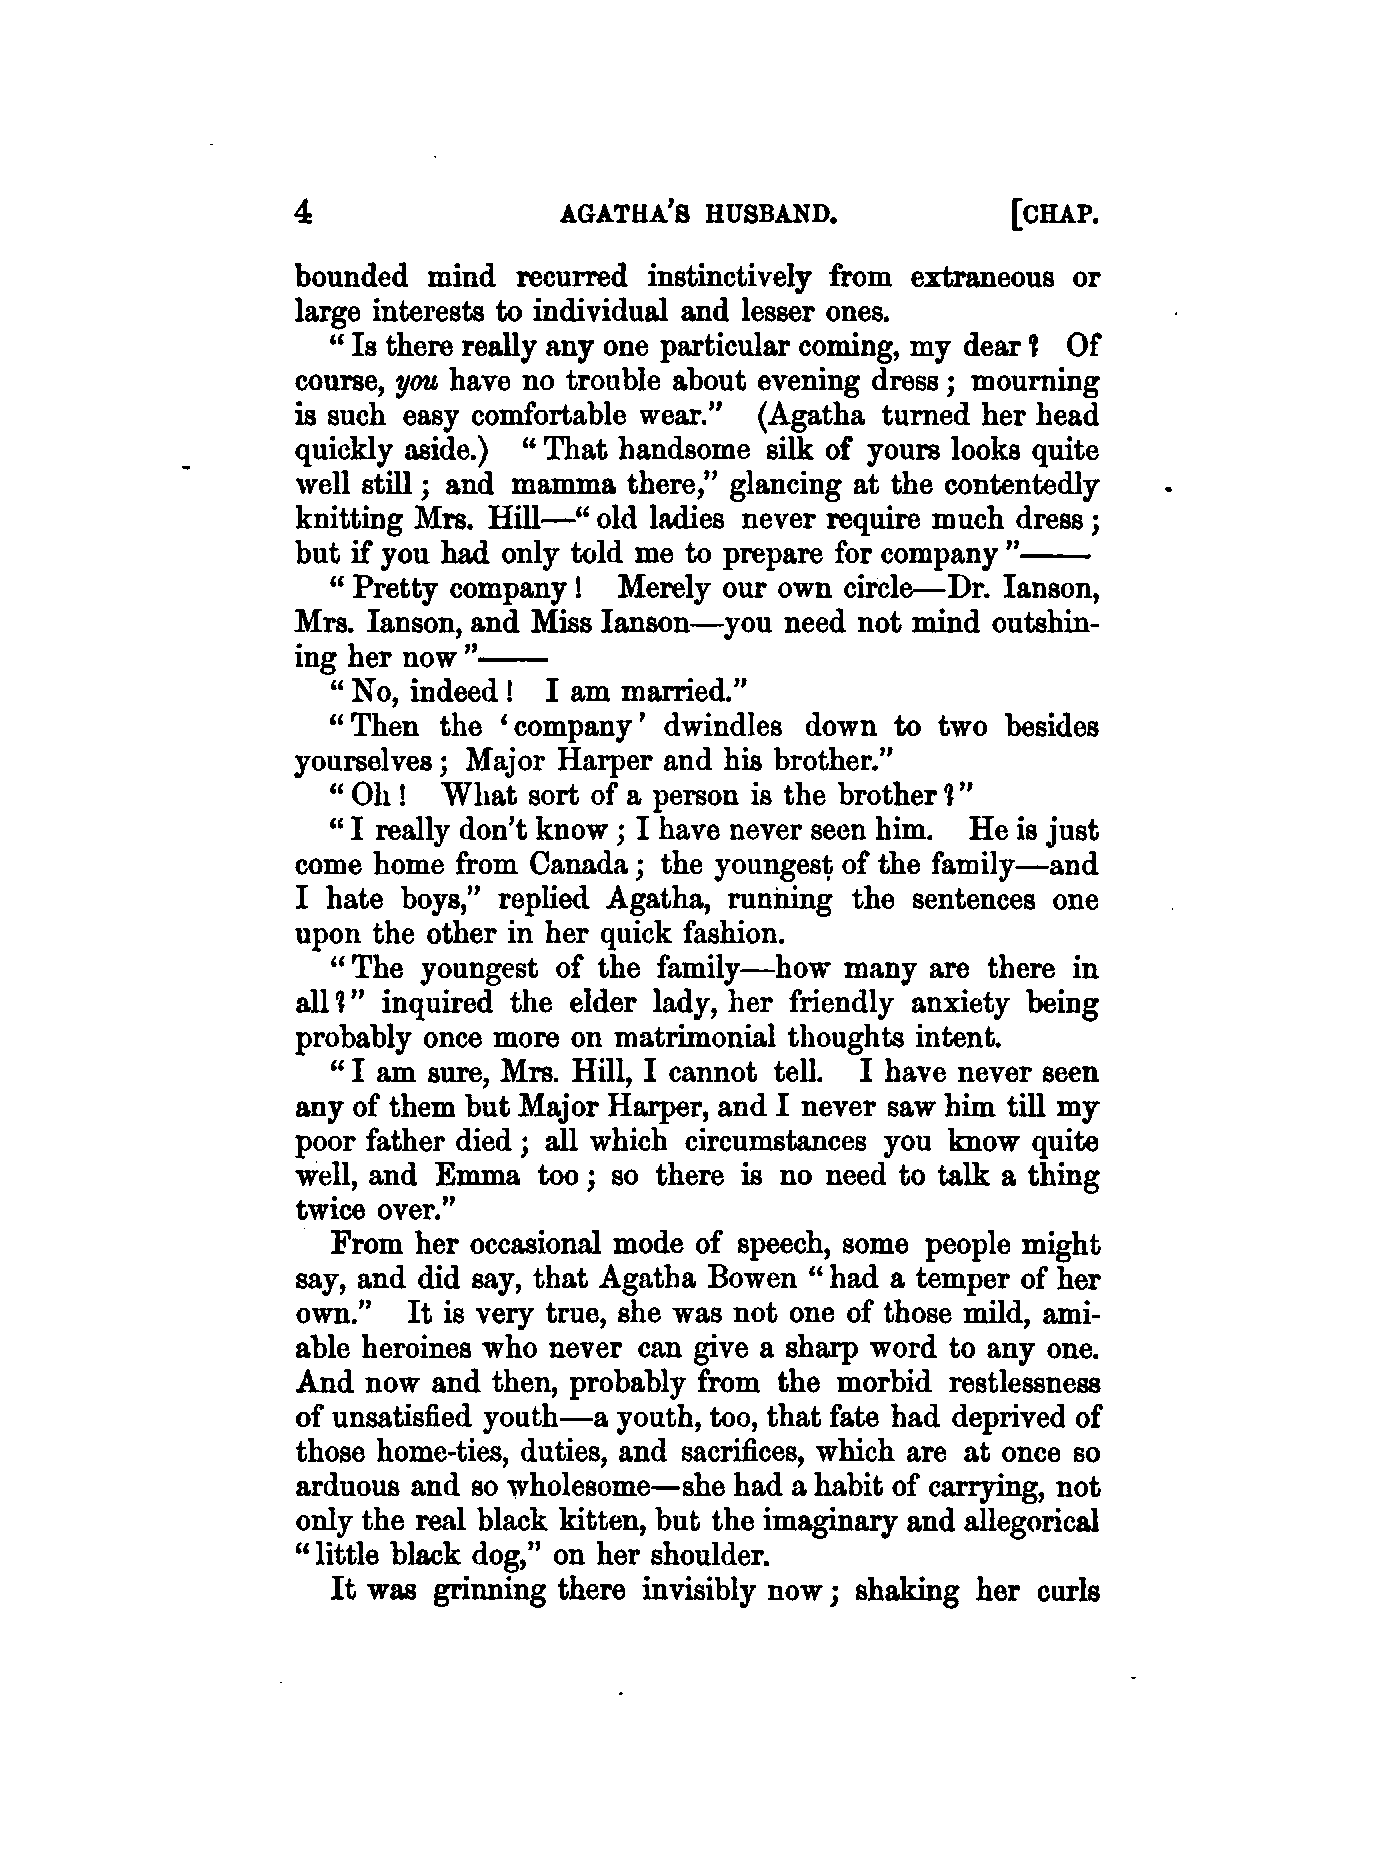 4 AGATHA'S HUSBAND. [CHAP.
bounded mind recurred instinctively from extraneous or
large interests to individual and lesser ones.
“Is there really any one particular coming, my dear? Of
course, you have no trouble about evening dress; mourning
is such easy comfortable wear.” (Agatha turned her head
quickly aside.) “That handsome silk of yours looks quite
well still; and mamma there,” glancing at the contentedly
knitting Mrs. Hill—“old ladies never require much dress;
but if you had only told me to prepare for company”——
“Pretty company! Merely our own circle—Dr. Ianson,
Mrs. Ianson, and Miss Ianson—you need not mind outshin-
ing her now”——
“No, indeed! I am married.”
“Then the ‘company’ dwindles down to two besides
yourselves; Major Harper and his brother.”
“Oh! What sort of a person is the brother?”
“I really don't know; I have never seen him. He is just
come home from Canada; the youngest of the family—and
I hate boys,” replied Agatha, running the sentences one
upon the other in her quick fashion.
“The youngest of the family—how many are there in
all?” inquired the elder lady, her friendly anxiety being
probably once more on matrimonial thoughts intent.
“I am sure, Mrs. Hill, I cannot tell. I have never seen
any of them but Major Harper, and I never saw him till my
poor father died; all which circumstances you know quite
well, and Emma too; so there is no need to talk a thing
twice over.”
From her occasional mode of speech, some people might
say, and did say, that Agatha Bowen “had a temper of her
own.” It is very true, she was not one of those mild, ami-
able heroines who never can give a sharp word to any one.
And now and then, probably from the morbid restlessness
of unsatisfied youth—a youth, too, that fate had deprived of
those home-ties, duties, and sacrifices, which are at once so
arduous and so wholesome—she had a habit of carrying, not
only the real black kitten, but the imaginary and allegorical
“little black dog,” on her shoulder.
It was grinning there invisibly now; shaking her curls